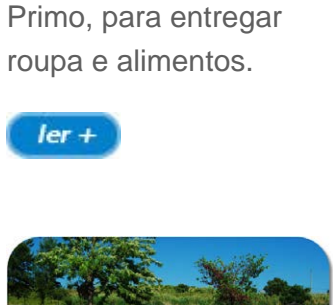 Primo, para entregar
roupa e alimentos.
ler +